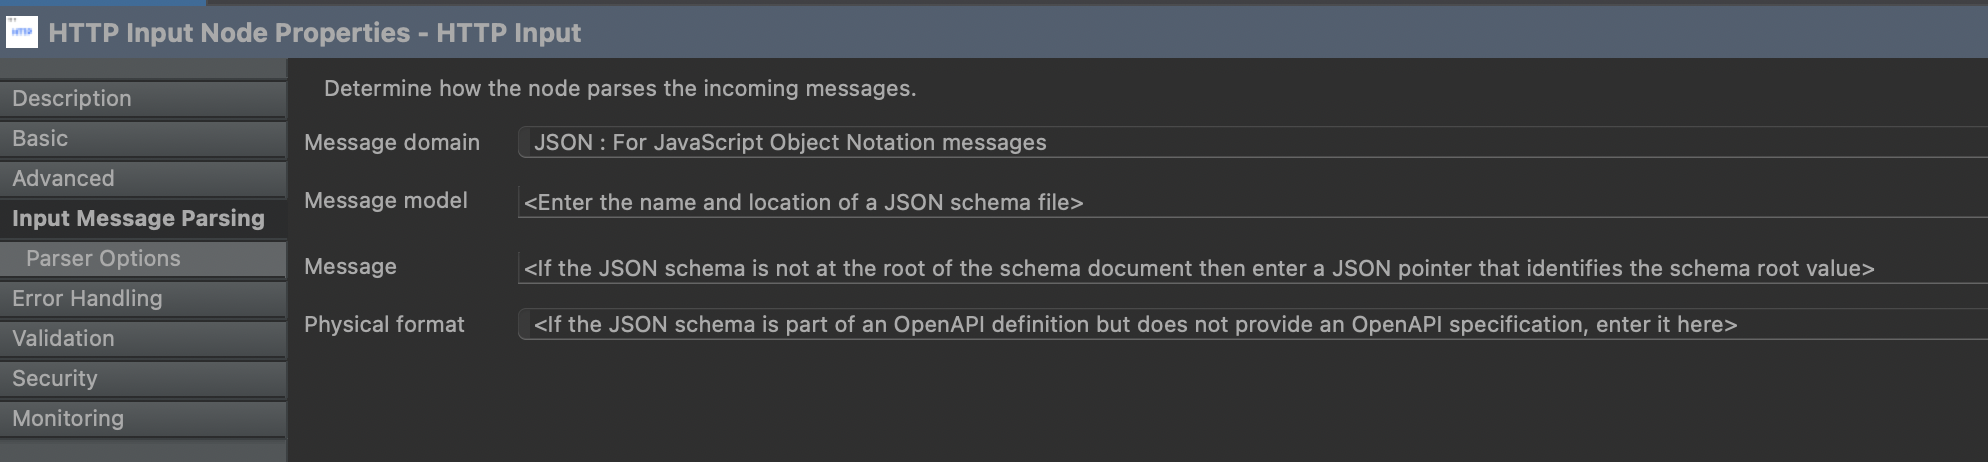 HTTP
HTTP Input Node Properties - HTTP Input
Description
Basic
Advanced
Input Message Parsing
Parser Options
Error Handling
Validation
Security
Monitoring
Determine how the node parses the incoming messages.
Message domain
JSON : For JavaScript Object Notation messages
Message model
<Enter the name and location of a JSON schema file>
Message
<If the JSON schema is not at the root of the schema document then enter a JSON pointer that identifies the schema root value>
Physical format
<If the JSON schema is part of an OpenAPI definition but does not provide an OpenAPI specification, enter it here>